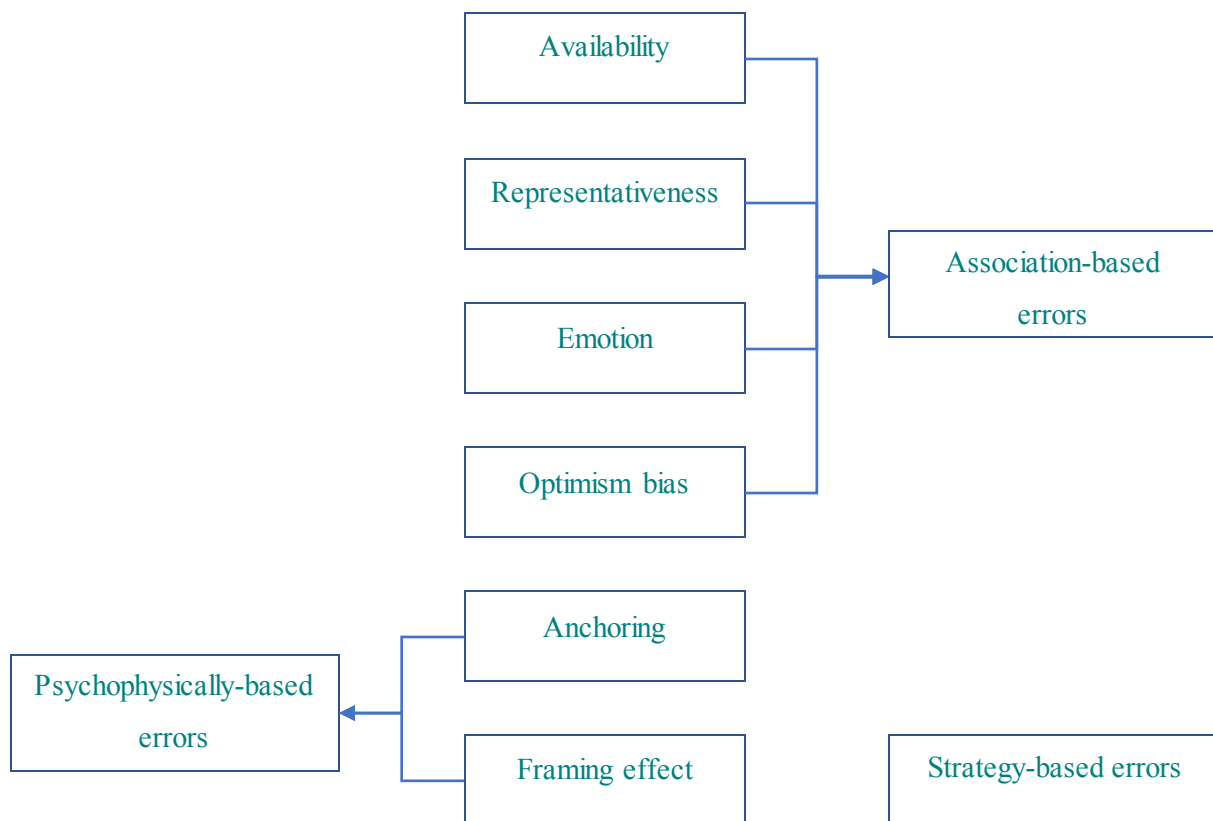 Availability
Representativeness
Association-based
errors
Emotion
Optimism bias
Anchoring
Psychophysically-based
errors
Framing effect
Strategy-based errors